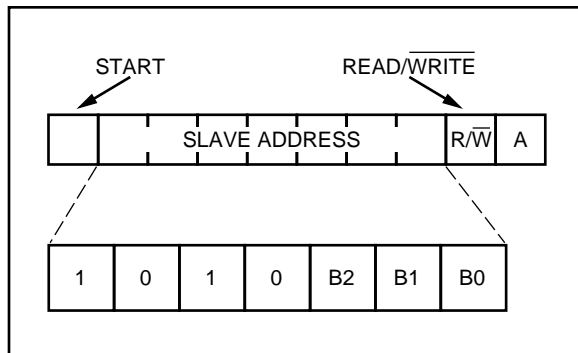 START READ/WRITE
SLAVE ADDRESS R/W A
1 0 1 0 B2 B1 B0